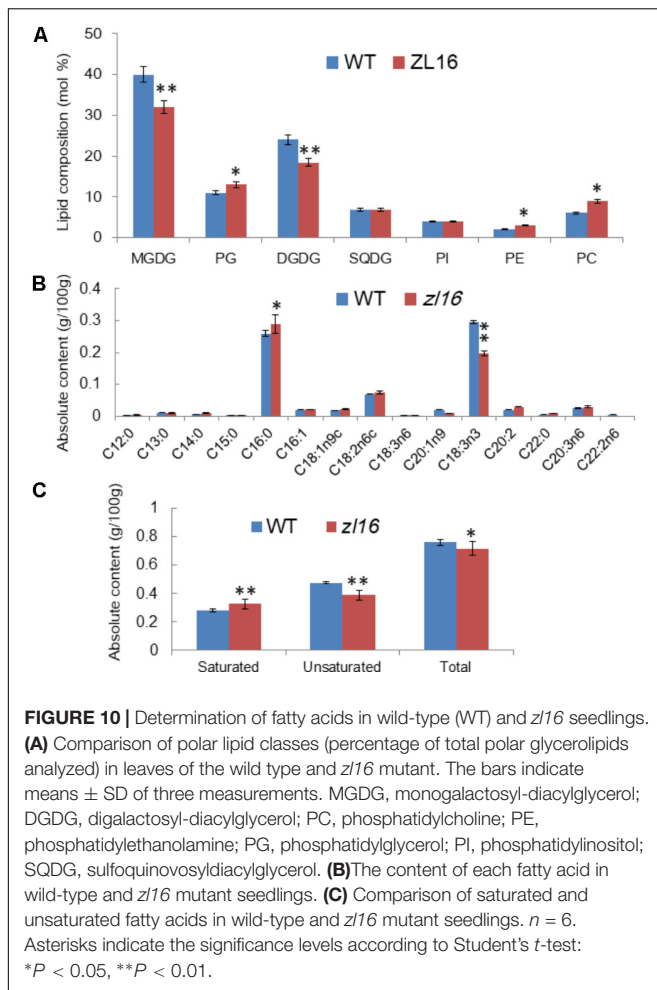 A
WT ZL16
Lipid composition (mol %)
50
40
30
20
10
0
** * ** * *
MGDG PG DGDG SQDG PI PE PC
B
WT zl16
Absolute content (g/100g)
0.4
0.3
0.2
0.1
0
* **
C12:0 C13:0 C14:0 C15:0 C16:0 C16:1 C18:1n9c C18:2n6c C18:3n6 C20:1n9 C18:3n3 C20:2 C22:0 C20:3n6 C22:2n6
C
WT zl16
Absolute content (g/100g)
1
0.8
0.6
0.4
0.2
0
** ** *
Saturated Unsaturated Total
FIGURE 10 | Determination of fatty acids in wild-type (WT) and zl16 seedlings.
(A) Comparison of polar lipid classes (percentage of total polar glycerolipids
analyzed) in leaves of the wild type and zl16 mutant. The bars indicate
means ± SD of three measurements. MGDG, monogalactosyl-diacylglycerol;
DGDG, digalactosyl-diacylglycerol; PC, phosphatidylcholine; PE,
phosphatidylethanolamine; PG, phosphatidylglycerol; PI, phosphatidylinositol;
SQDG, sulfoquinovosyldiacylglycerol. (B)The content of each fatty acid in
wild-type and zl16 mutant seedlings. (C) Comparison of saturated and
unsaturated fatty acids in wild-type and zl16 mutant seedlings. n = 6.
Asterisks indicate the significance levels according to Student's t-test:
*P < 0.05, **P < 0.01.